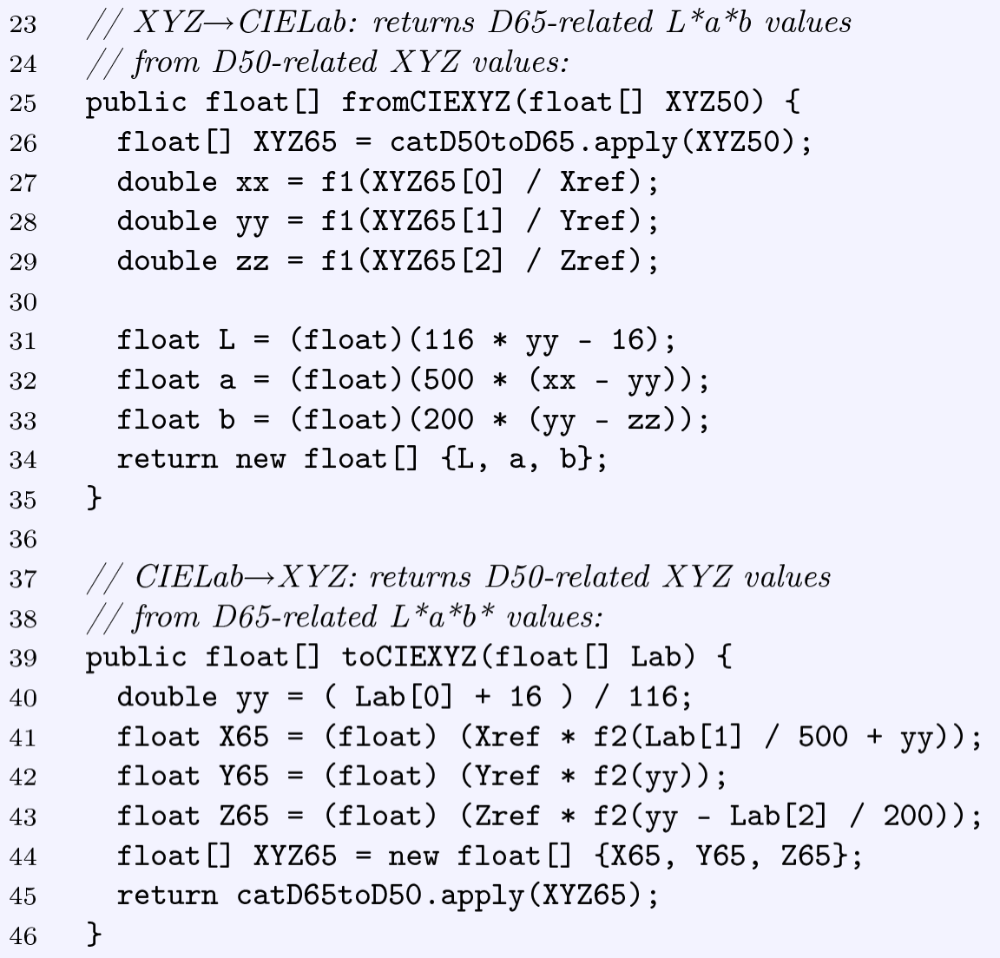 23 // XYZ→CIELab: returns D65-related L*a*b values
24 // from D50-related XYZ values:
25 public float[] fromCIEXYZ(float[] XYZ50) {
26 float[] XYZ65 = catD50toD65.apply(XYZ50);
27 double xx = f1(XYZ65[0] / Xref);
28 double yy = f1(XYZ65[1] / Yref);
29 double zz = f1(XYZ65[2] / Zref);
30
31 float L = (float)(116 * yy - 16);
32 float a = (float)(500 * (xx - yy));
33 float b = (float)(200 * (yy - zz));
34 return new float[] {L, a, b};
35 }
36
37 // CIELab→XYZ: returns D50-related XYZ values
38 // from D65-related L*a*b* values:
39 public float[] toCIEXYZ(float[] Lab) {
40 double yy = ( Lab[0] + 16 ) / 116;
41 float X65 = (float) (Xref * f2(Lab[1] / 500 + yy));
42 float Y65 = (float) (Yref * f2(yy));
43 float Z65 = (float) (Zref * f2(yy - Lab[2] / 200));
44 float[] XYZ65 = new float[] {X65, Y65, Z65};
45 return catD65toD50.apply(XYZ65);
46 }